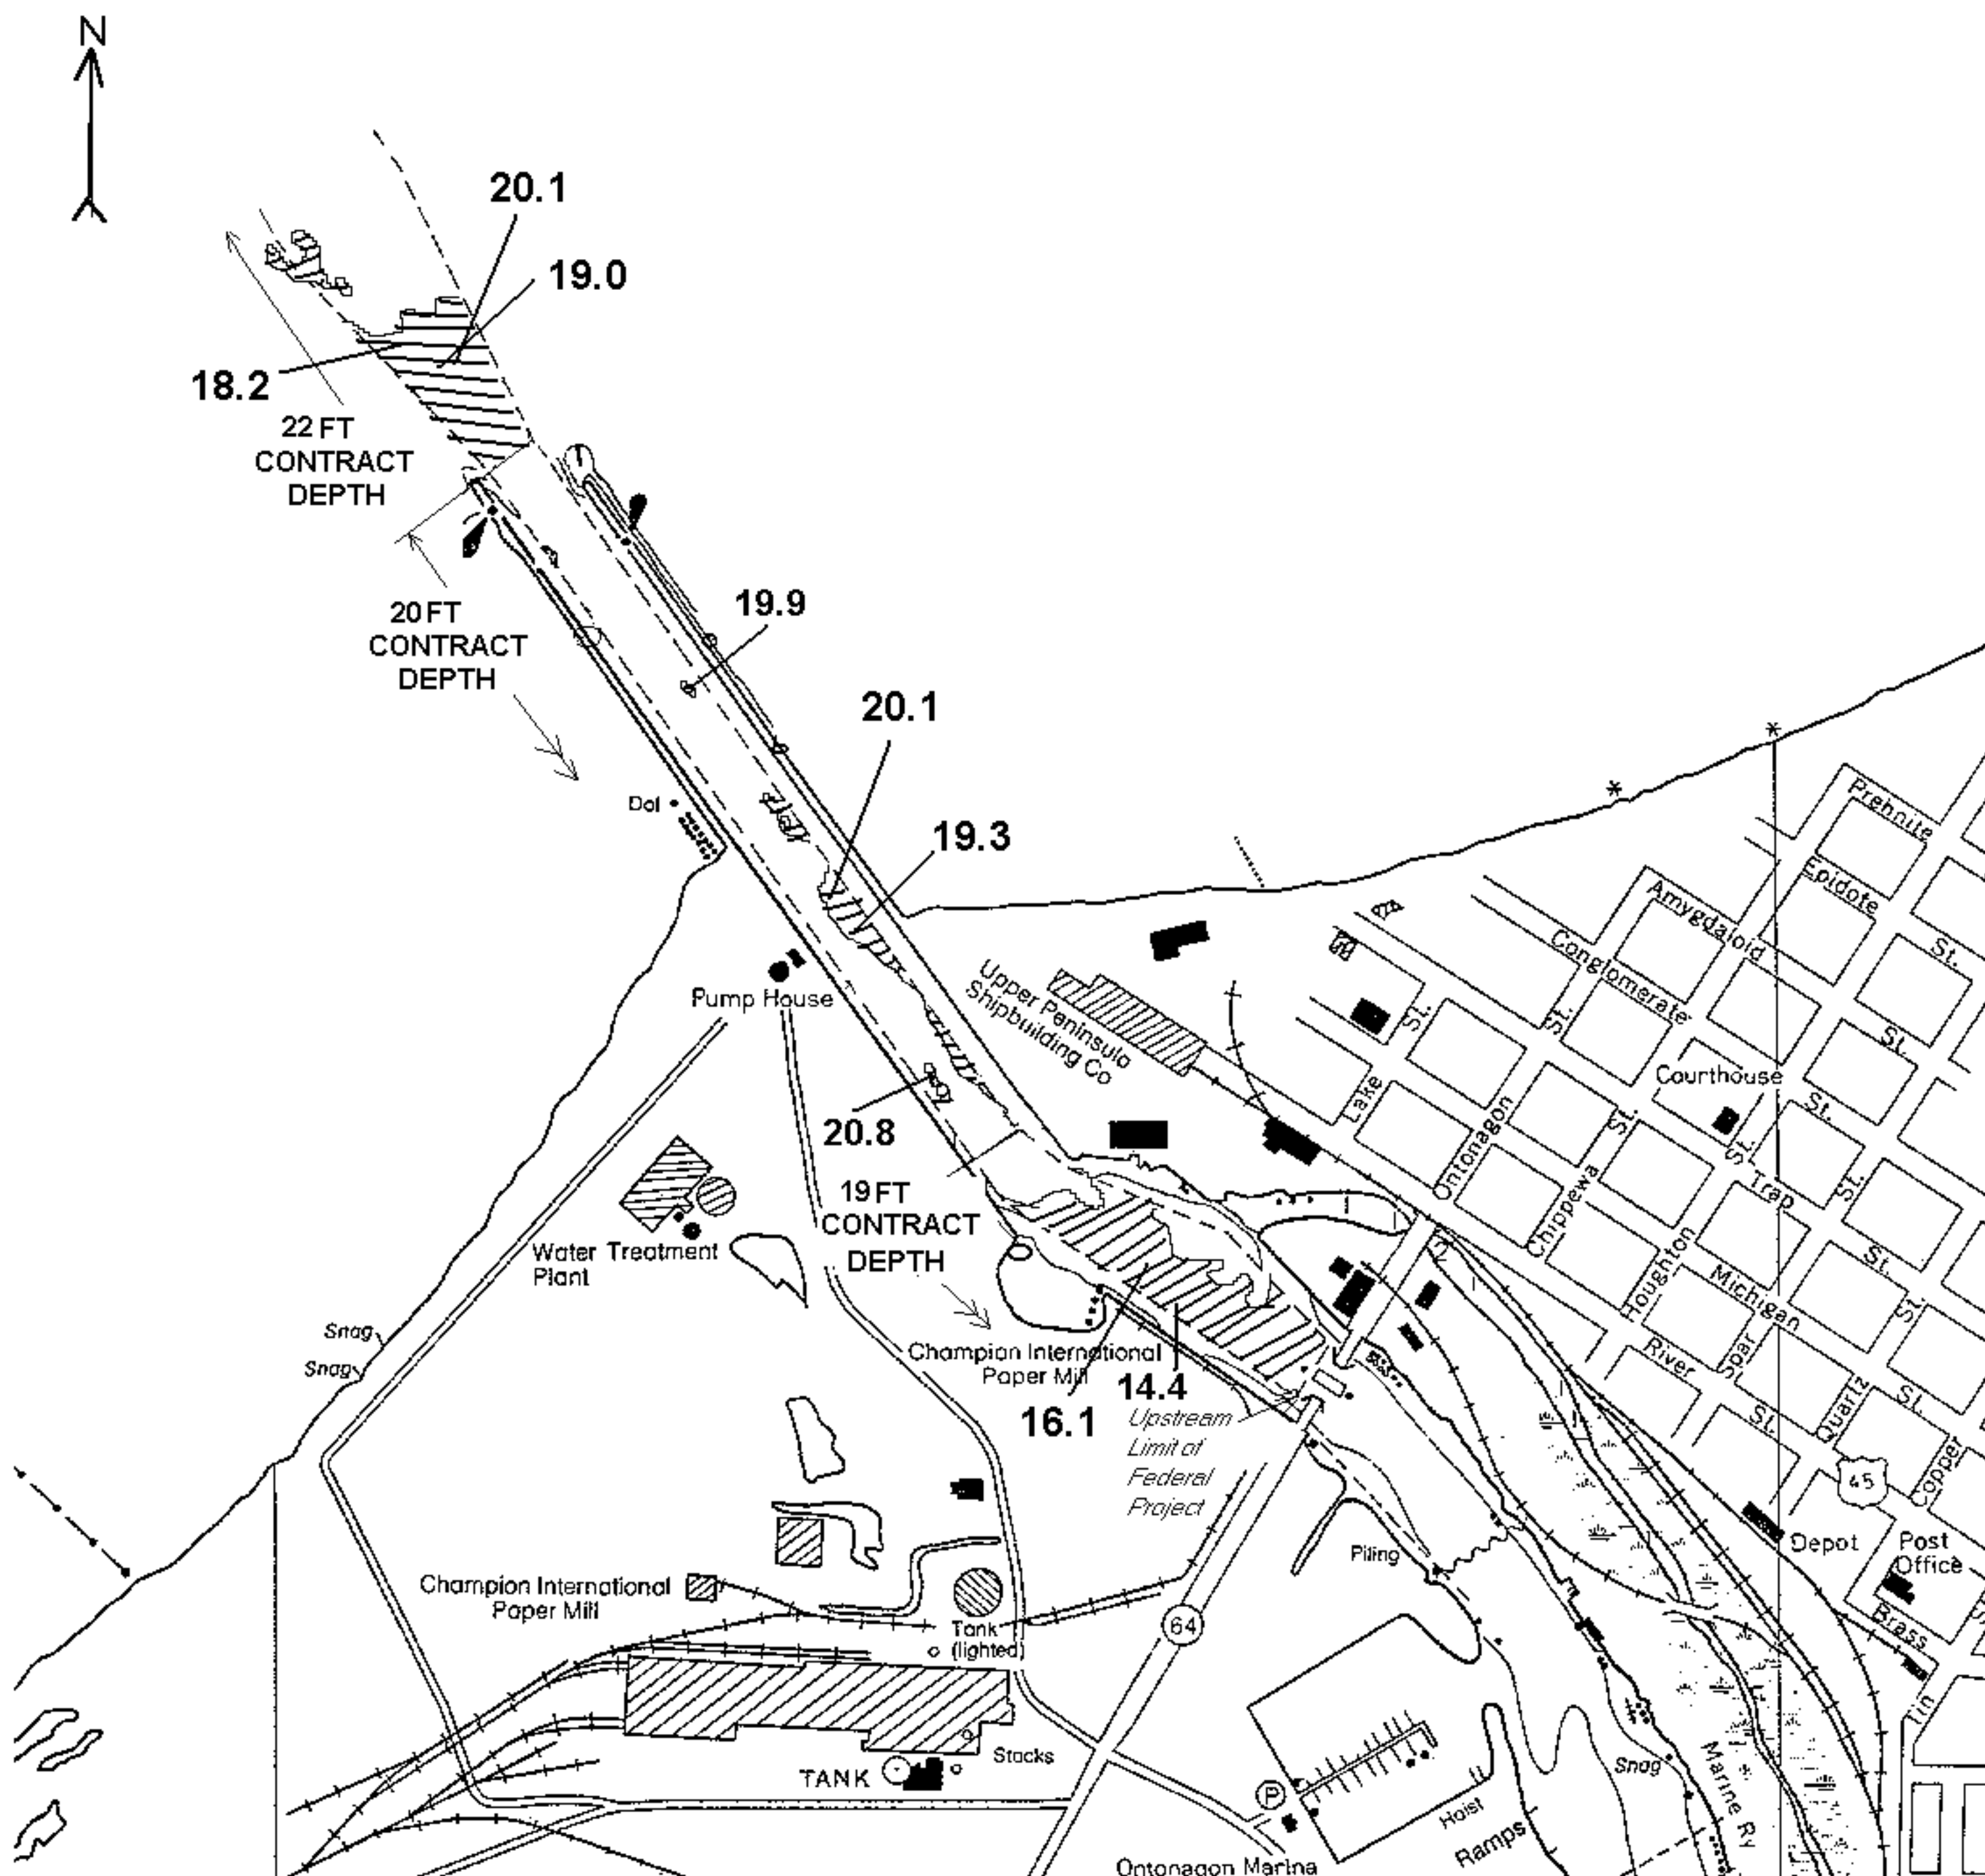 N
20.1
19.0
18.2
22 FT
CONTRACT
DEPTH
20 FT
CONTRACT
DEPTH
19.9
20.1
19.3
Dol
Pump House
20.8
19 FT
CONTRACT
DEPTH
Upper Peninsula
Shipbuilding Co
Prehnite
Epidote
St.
Amygdaloid
St.
Conglomerate
St.
St.
St.
Courthouse
Lake
Ontonagon
St.
Chippewa
St.
Trap
St.
Houghton
Michigan
St.
St.
River
St.
Spar
Quartz
St.
Copper
45
Water Treatment
Plant
Snag
Snag
Champion International
Paper Mill
14.4
16.1
Upstream
Limit of
Federal
Project
Piling
Depot
Post
Office
Brass
Champion International
Paper Mill
Tank
(lighted)
64
Stacks
TANK
P
Hoist
Ramps
Snag
Marine Ry
Tin
Ontonagon Marina